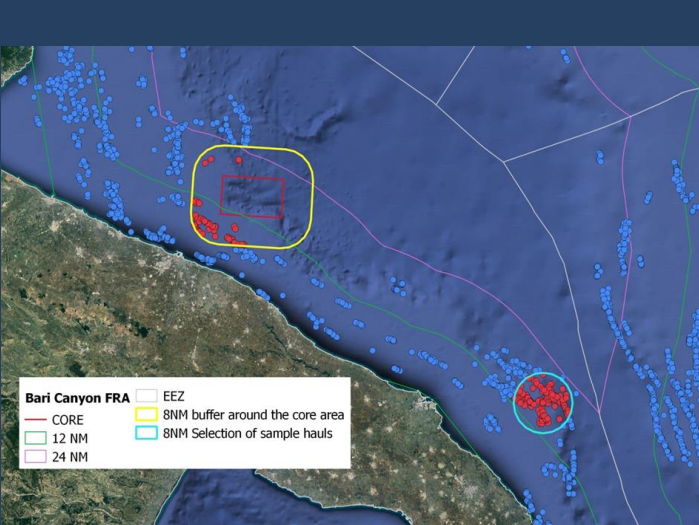 Bari Canyon FRA
CORE
12 NM
24 NM
EEZ
8NM buffer around the core area
8NM Selection of sample hauls